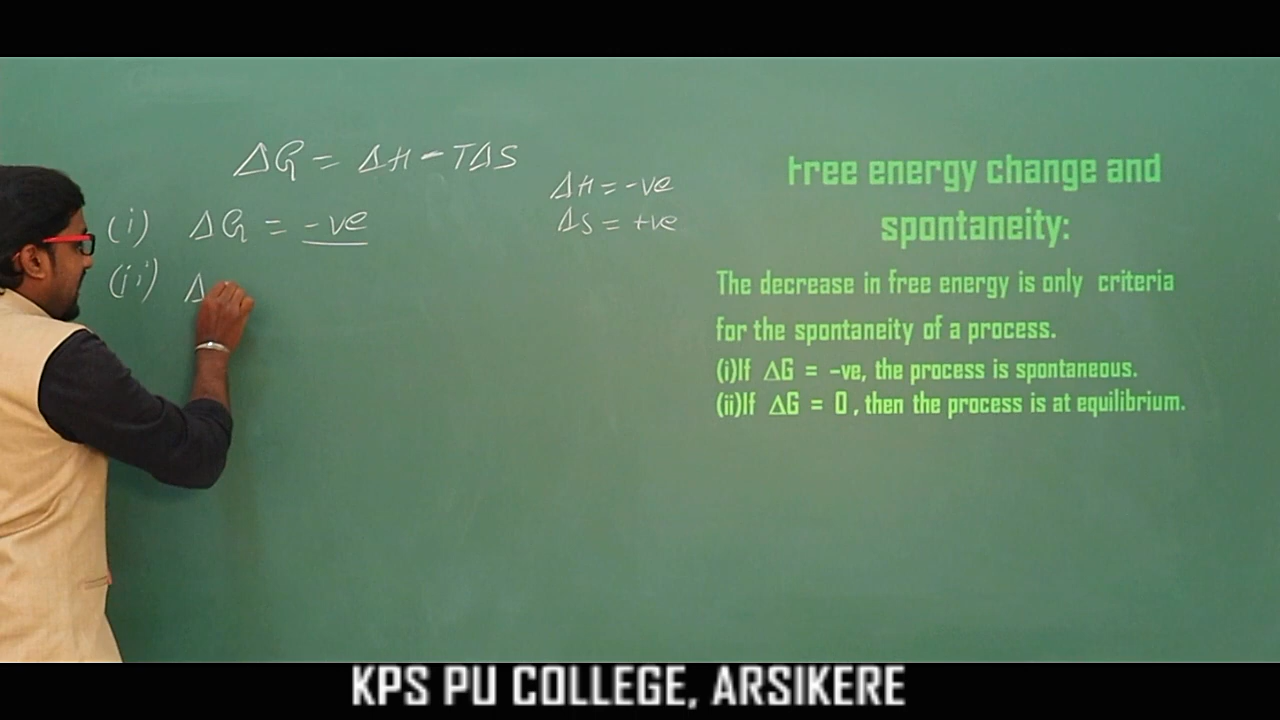 ΔG = ΔH - TΔS
ΔH = -ve
ΔS = +ve
(i) ΔG = -ve
(ii) Δ
Free energy change and
spontaneity:
The decrease in free energy is only criteria
for the spontaneity of a process.
(i)If ΔG = -ve, the process is spontaneous.
(ii)If ΔG = 0, then the process is at equilibrium.
KPS PU COLLEGE, ARSIKERE